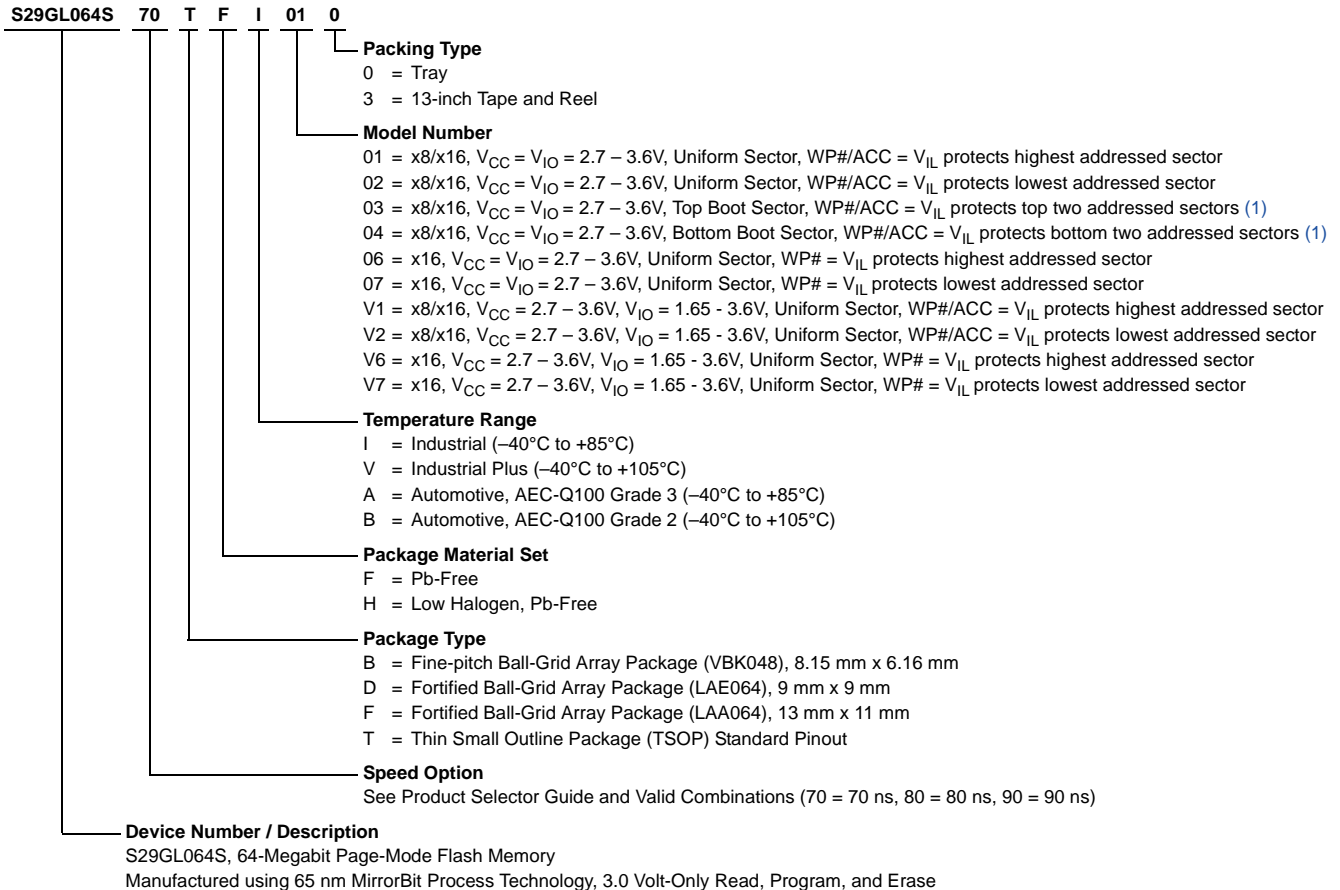 S29GL064S 70 T F I 01 0
Packing Type
0 = Tray
3 = 13-inch Tape and Reel
Model Number
01 = x8/x16, VCC = VIO = 2.7 – 3.6V, Uniform Sector, WP#/ACC = VIL protects highest addressed sector
02 = x8/x16, VCC = VIO = 2.7 – 3.6V, Uniform Sector, WP#/ACC = VIL protects lowest addressed sector
03 = x8/x16, VCC = VIO = 2.7 – 3.6V, Top Boot Sector, WP#/ACC = VIL protects top two addressed sectors (1)
04 = x8/x16, VCC = VIO = 2.7 – 3.6V, Bottom Boot Sector, WP#/ACC = VIL protects bottom two addressed sectors (1)
06 = x16, VCC = VIO = 2.7 – 3.6V, Uniform Sector, WP# = VIL protects highest addressed sector
07 = x16, VCC = VIO = 2.7 – 3.6V, Uniform Sector, WP# = VIL protects lowest addressed sector
V1 = x8/x16, VCC = 2.7 – 3.6V, VIO = 1.65 - 3.6V, Uniform Sector, WP#/ACC = VIL protects highest addressed sector
V2 = x8/x16, VCC = 2.7 – 3.6V, VIO = 1.65 - 3.6V, Uniform Sector, WP#/ACC = VIL protects lowest addressed sector
V6 = x16, VCC = 2.7 – 3.6V, VIO = 1.65 - 3.6V, Uniform Sector, WP# = VIL protects highest addressed sector
V7 = x16, VCC = 2.7 – 3.6V, VIO = 1.65 - 3.6V, Uniform Sector, WP# = VIL protects lowest addressed sector
Temperature Range
I = Industrial (–40°C to +85°C)
V = Industrial Plus (–40°C to +105°C)
A = Automotive, AEC-Q100 Grade 3 (–40°C to +85°C)
B = Automotive, AEC-Q100 Grade 2 (–40°C to +105°C)
Package Material Set
F = Pb-Free
H = Low Halogen, Pb-Free
Package Type
B = Fine-pitch Ball-Grid Array Package (VBK048), 8.15 mm x 6.16 mm
D = Fortified Ball-Grid Array Package (LAE064), 9 mm x 9 mm
F = Fortified Ball-Grid Array Package (LAA064), 13 mm x 11 mm
T = Thin Small Outline Package (TSOP) Standard Pinout
Speed Option
See Product Selector Guide and Valid Combinations (70 = 70 ns, 80 = 80 ns, 90 = 90 ns)
Device Number / Description
S29GL064S, 64-Megabit Page-Mode Flash Memory
Manufactured using 65 nm MirrorBit Process Technology, 3.0 Volt-Only Read, Program, and Erase